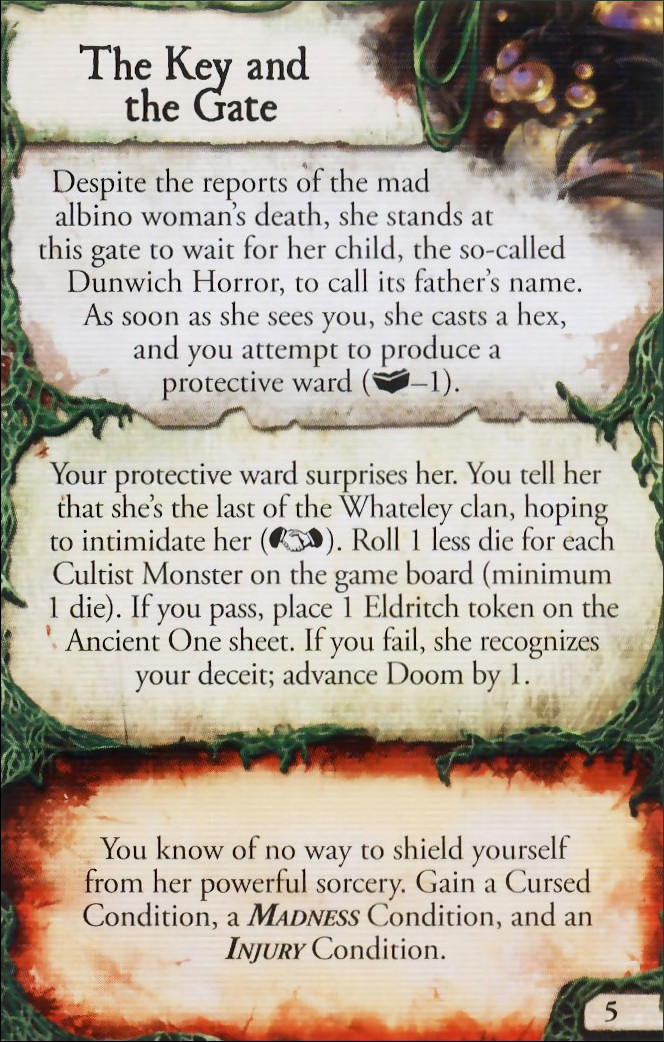 The Key and
the Gate
Despite the reports of the mad
albino woman's death, she stands at
this gate to wait for her child, the so-called
Dunwich Horror, to call its father's name.
As soon as she sees you, she casts a hex,
and you attempt to produce a
protective ward (–1).
Your protective ward surprises her. You tell her
that she's the last of the Whateley clan, hoping
to intimidate her (). Roll 1 less die for each
Cultist Monster on the game board (minimum
1 die). If you pass, place 1 Eldritch token on the
Ancient One sheet. If you fail, she recognizes
your deceit; advance Doom by 1.
You know of no way to shield yourself
from her powerful sorcery. Gain a Cursed
Condition, a MADNESS Condition, and an
INJURY Condition.
5